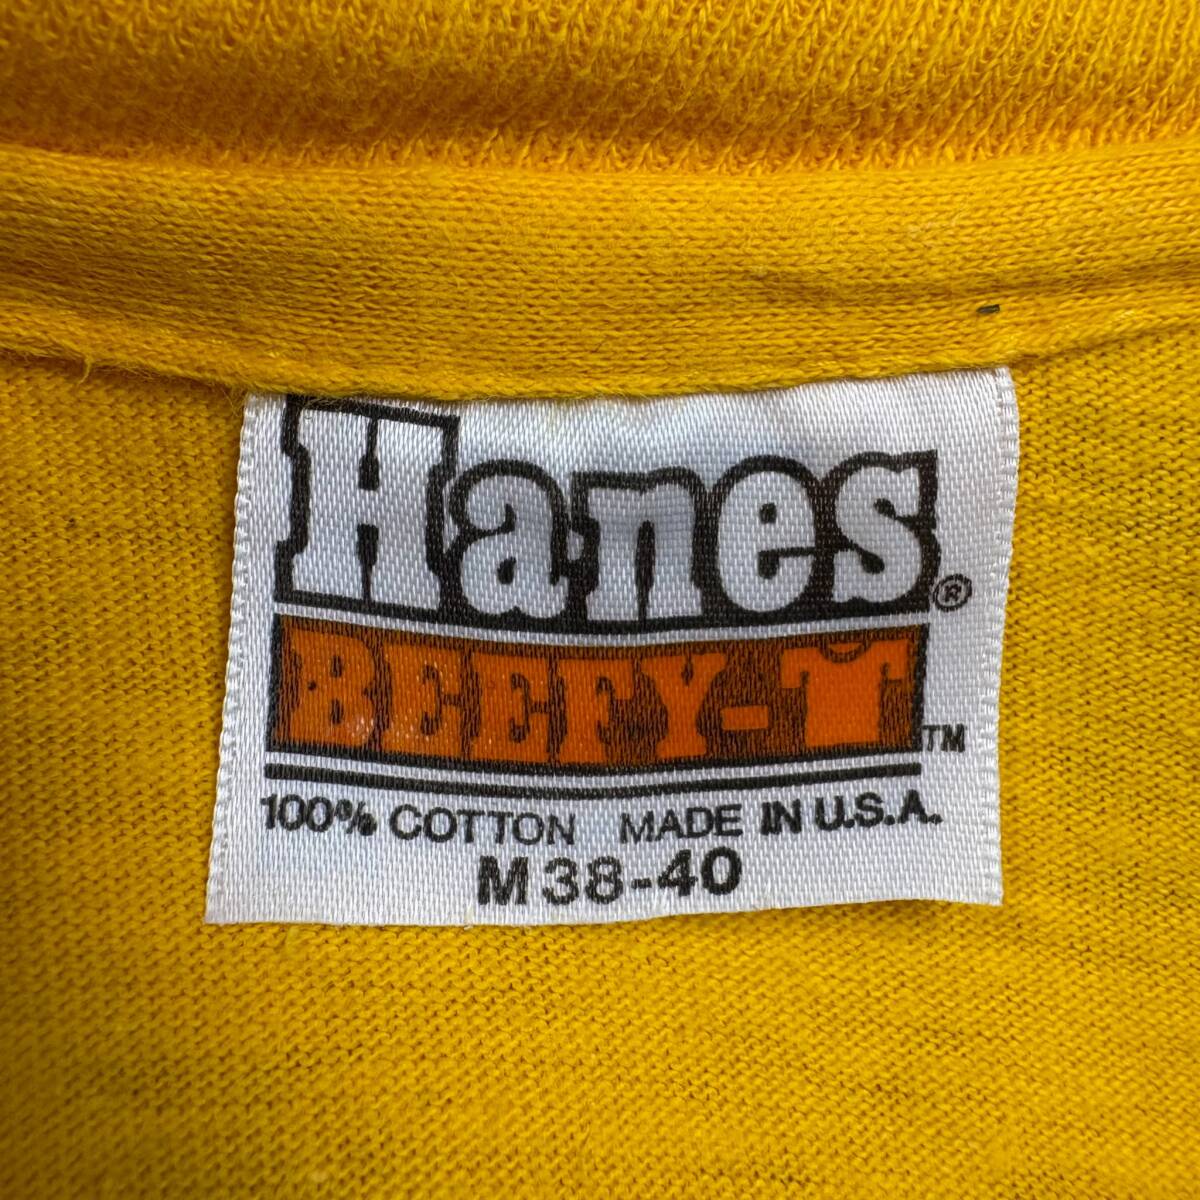 Hanes®
BEEFY-T™
100% COTTON MADE IN U.S.A.
M 38-40